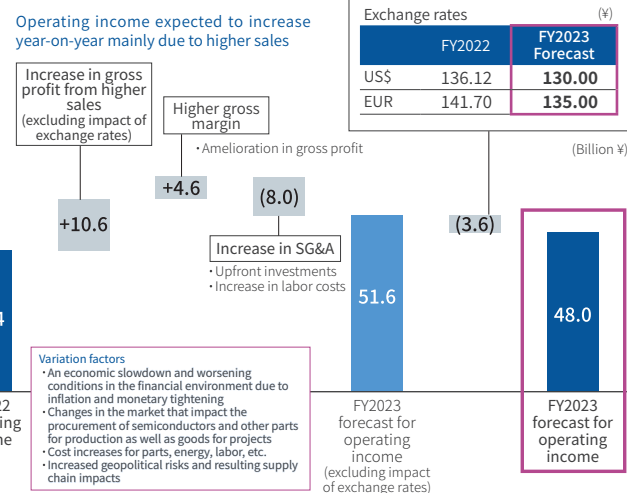 Operating income expected to increase
year-on-year mainly due to higher sales
Exchange rates
(¥)
FY2022
FY2023
Forecast
US$ 136.12 130.00
EUR 141.70 135.00
(Billion ¥)
Increase in gross
profit from higher
sales
(excluding impact of
exchange rates)
Higher gross
margin
・Amelioration in gross profit
+10.6
+4.6
(8.0)
(3.6)
Increase in SG&A
・Upfront investments
・Increase in labor costs
4
51.6
48.0
Variation factors
・An economic slowdown and worsening
conditions in the financial environment due to
inflation and monetary tightening
・Changes in the market that impact the
procurement of semiconductors and other parts
for production as well as goods for projects
・Cost increases for parts, energy, labor, etc.
・Increased geopolitical risks and resulting supply
chain impacts
22
ing
me
FY2023
forecast for
operating
income
(excluding impact
of exchange rates)
FY2023
forecast for
operating
income